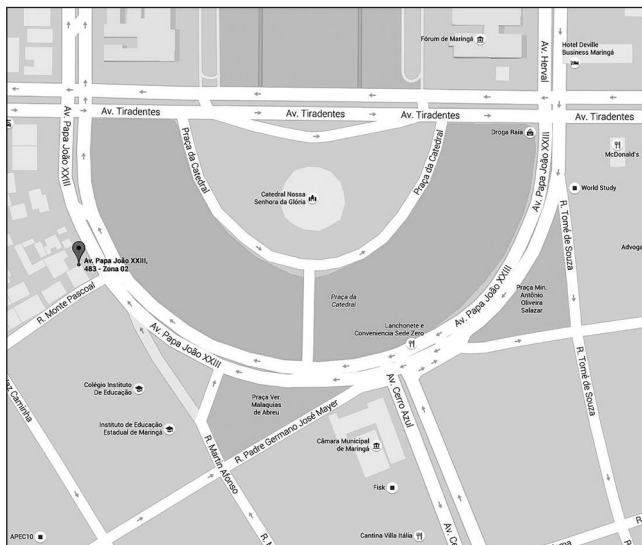 Fórum de Maringá
Av. Herval
Hotel Deville
Business Maringá
Av. Papa João XXIII
Av. Tiradentes
Av. Tiradentes
Av. Tiradentes
Av. Tiradentes
Droga Raia
McDonald's
Praça da Catedral
Praça da Catedral
Av. Papa João XXIII
Catedral Nossa
Senhora da Glória
World Study
R. Tomé de Souza
Advoga
Av. Papa João XXIII,
483 - Zona 02
R. Monte Pascoal
Praça da
Catedral
Av. Papa João XXIII
Praça Min.
Antônio
Oliveira
Salazar
Lanchonete e
Conveniencia Sede Zero
Av. Papa João XXIII
Colégio Instituto
De Educação
Praça Ver.
Malaquias
de Abreu
Av. Cerro Azul
R. Tomé de Souza
Instituto de Educação
Estadual de Maringá
R. Padre Germano José Mayer
Câmara Municipal
de Maringá
R. Martin Afonso
Fisk
APEC10
Cantina Villa Itália
Av. Ce